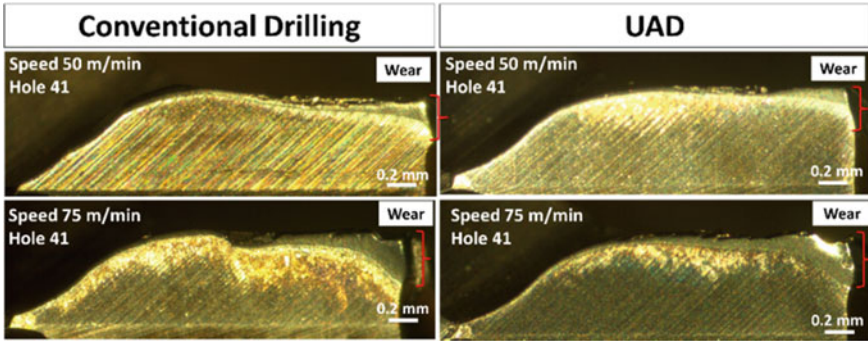 Conventional Drilling
UAD
Speed 50 m/min
Hole 41
Wear
0.2 mm
Speed 50 m/min
Hole 41
Wear
0.2 mm
Speed 75 m/min
Hole 41
Wear
0.2 mm
Speed 75 m/min
Hole 41
Wear
0.2 mm